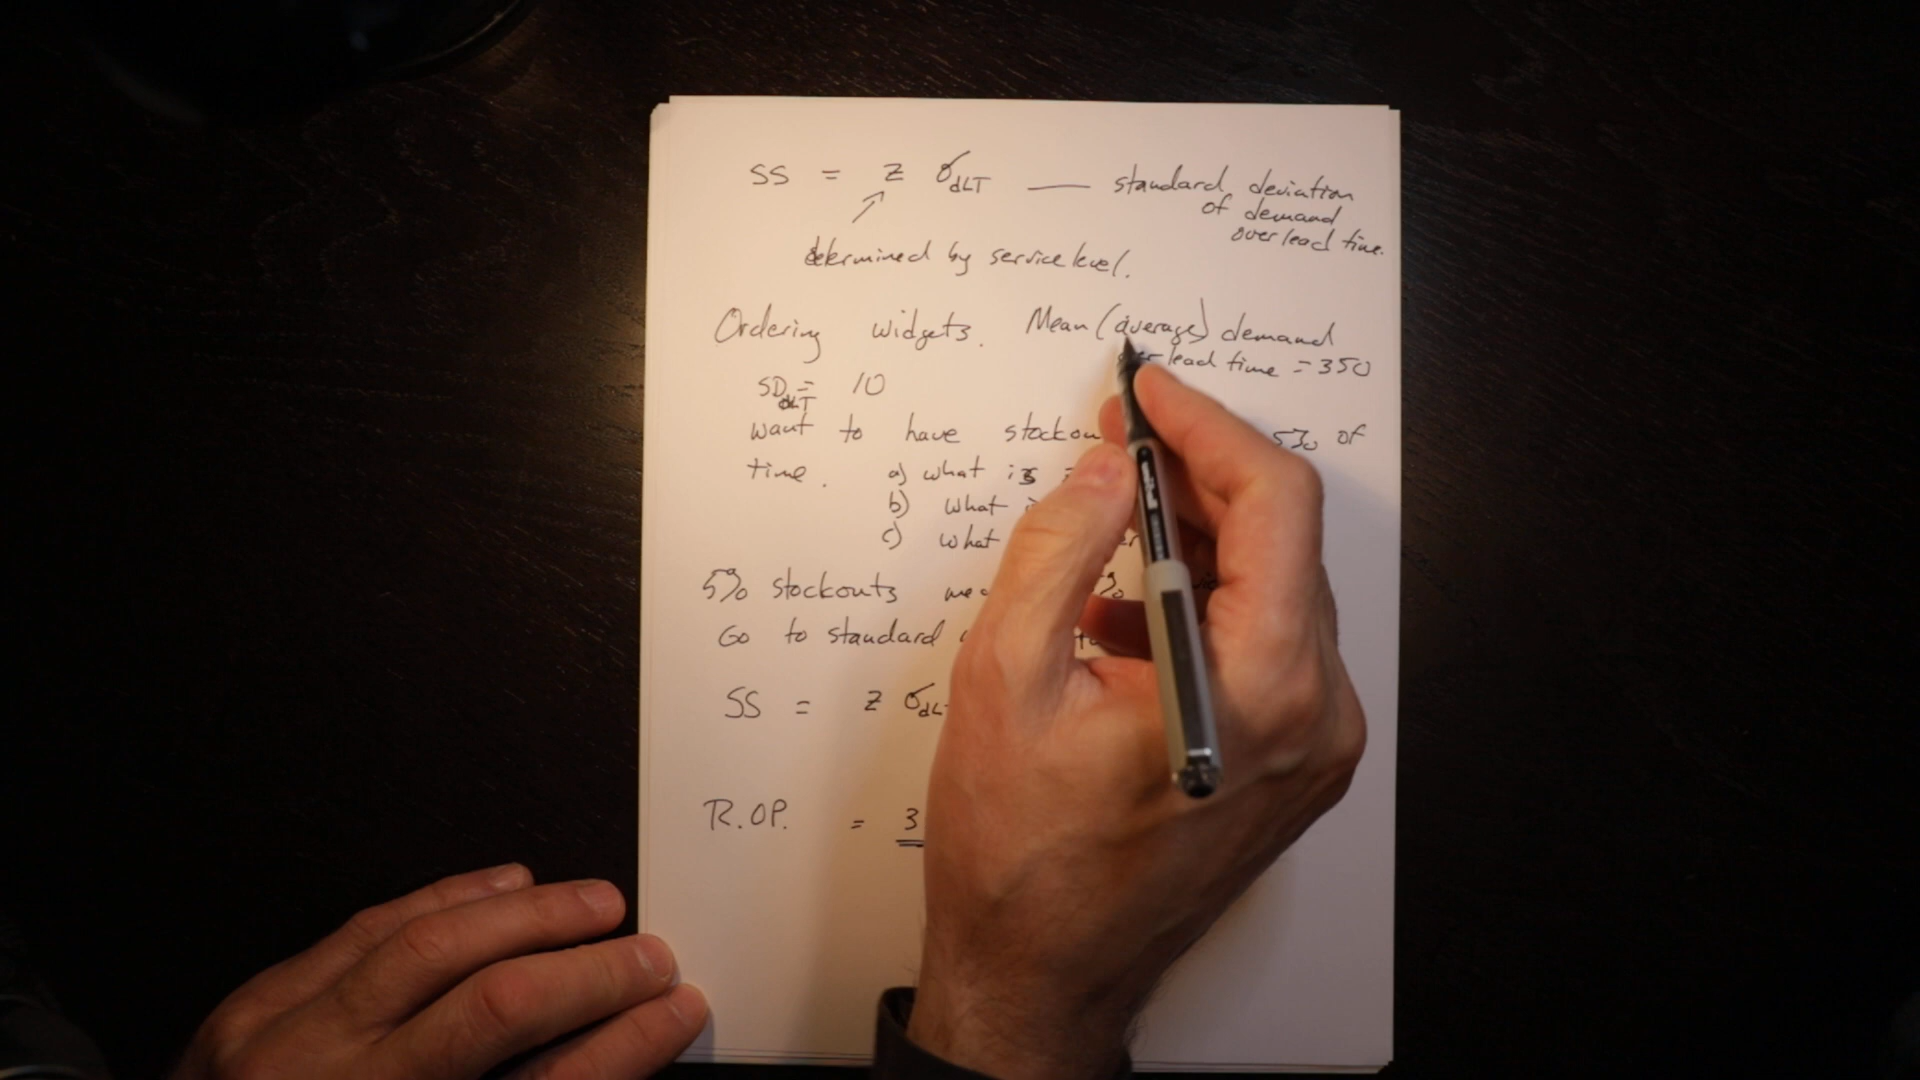 SS = Z σdLT — standard deviation
of demand
over lead time.
determined by service level.
Ordering widgets. Mean (average) demand
lead time = 350
SDdLT = 10
want to have 5% of
time. a) what is
b) what
c) what
5% stockouts
Go to standard
SS = Z σdL
R.OP. = 3